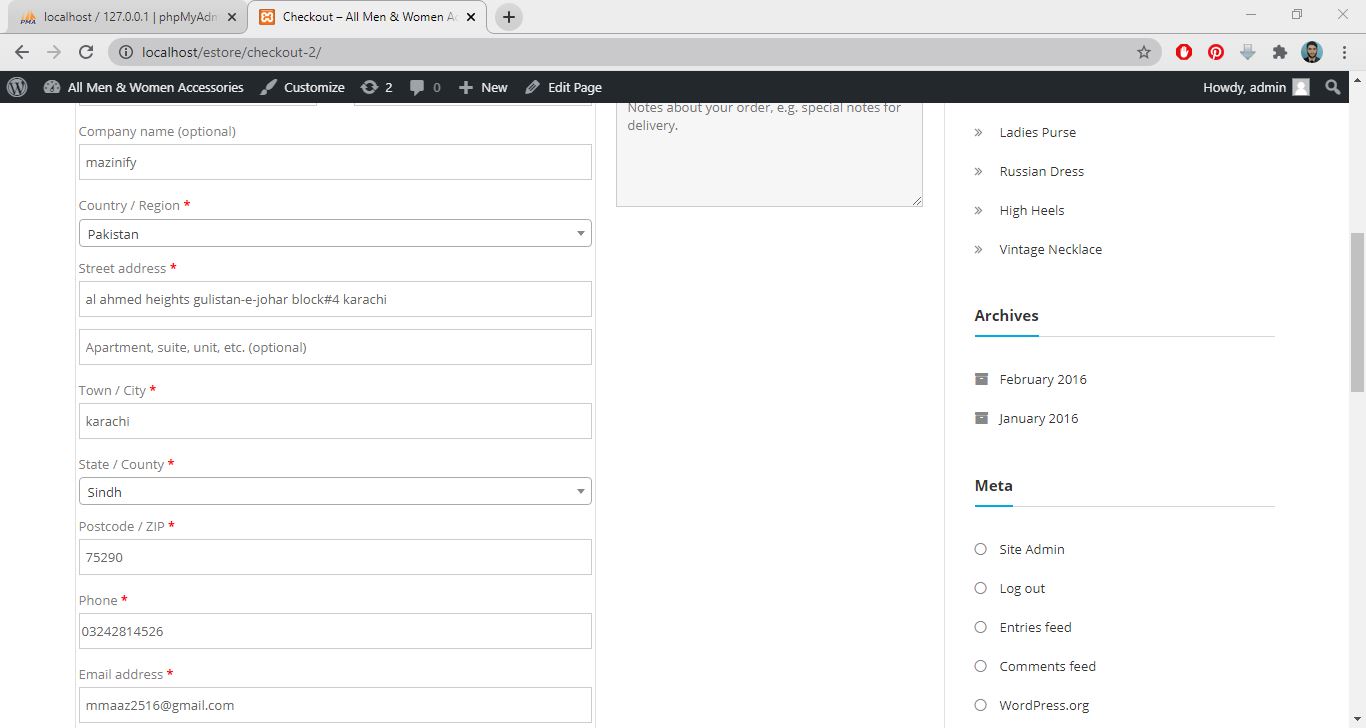 localhost / 127.0.0.1 | phpMyAdm
Checkout – All Men & Women Ac
localhost/estore/checkout-2/
All Men & Women Accessories
Customize
2
0
New
Edit Page
Howdy, admin
Company name (optional)
mazinify
Country / Region *
Pakistan
Street address *
al ahmed heights gulistan-e-johar block#4 karachi
Apartment, suite, unit, etc. (optional)
Town / City *
karachi
State / County *
Sindh
Postcode / ZIP *
75290
Phone *
03242814526
Email address *
mmaaz2516@gmail.com
Notes about your order, e.g. special notes for
delivery.
Ladies Purse
Russian Dress
High Heels
Vintage Necklace
Archives
February 2016
January 2016
Meta
Site Admin
Log out
Entries feed
Comments feed
WordPress.org